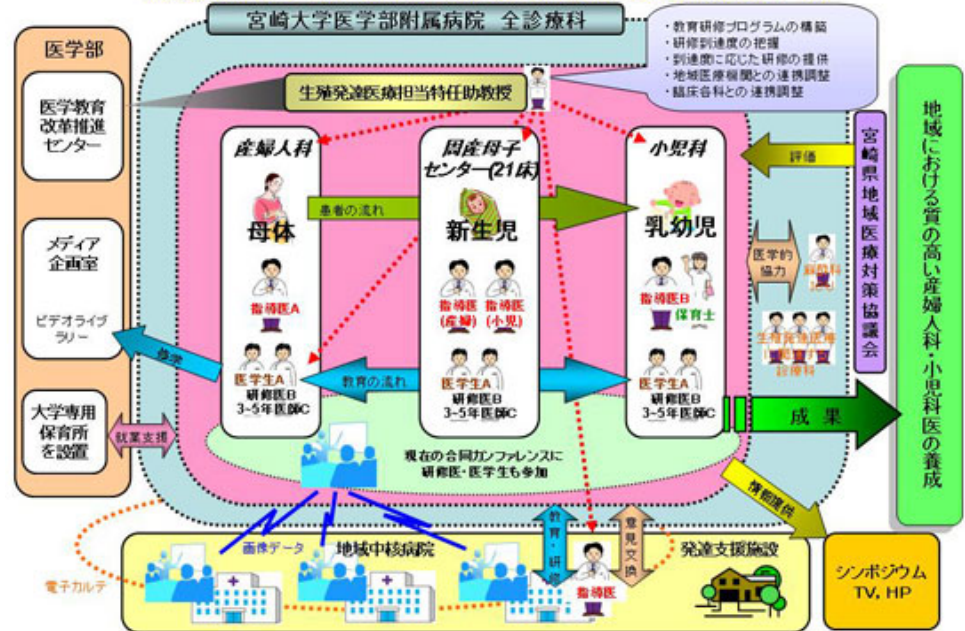 宮崎大学医学部附属病院 全診療科
・教育研修プログラムの構築
・研修到達度の把握
・到達度に応じた研修の提供
・地域医療機関との連携調整
・臨床各科との連携調整
医学部
医学教育
改革推進
センター
メディア
企画室
ビデオライブ
ラリー
大学専用
保育所
を設置
就業支援
生殖発達医療担当特任助教授
産婦人科
母体
指導医A
医学生A
研修医B
3~5年医師C
患者の流れ
教育の流れ
周産母子
センター(21床)
新生児
指導医
(産婦)
指導医
(小児)
医学生A
研修医B
3~5年医師C
小児科
乳幼児
指導医B
保育士
医学生A
研修医B
3~5年医師C
評価
医学的
協力
生殖発達医療
診療科
宮崎県地域医療対策協議会
成果
地域における質の高い産婦人科・小児科医の養成
現在の合同カンファレンスに
研修医・医学生も参加
情報提供
シンポジウム
TV, HP
画像データ
地域中核病院
電子カルテ
教育・研修
指導医
意見交換
発達支援施設